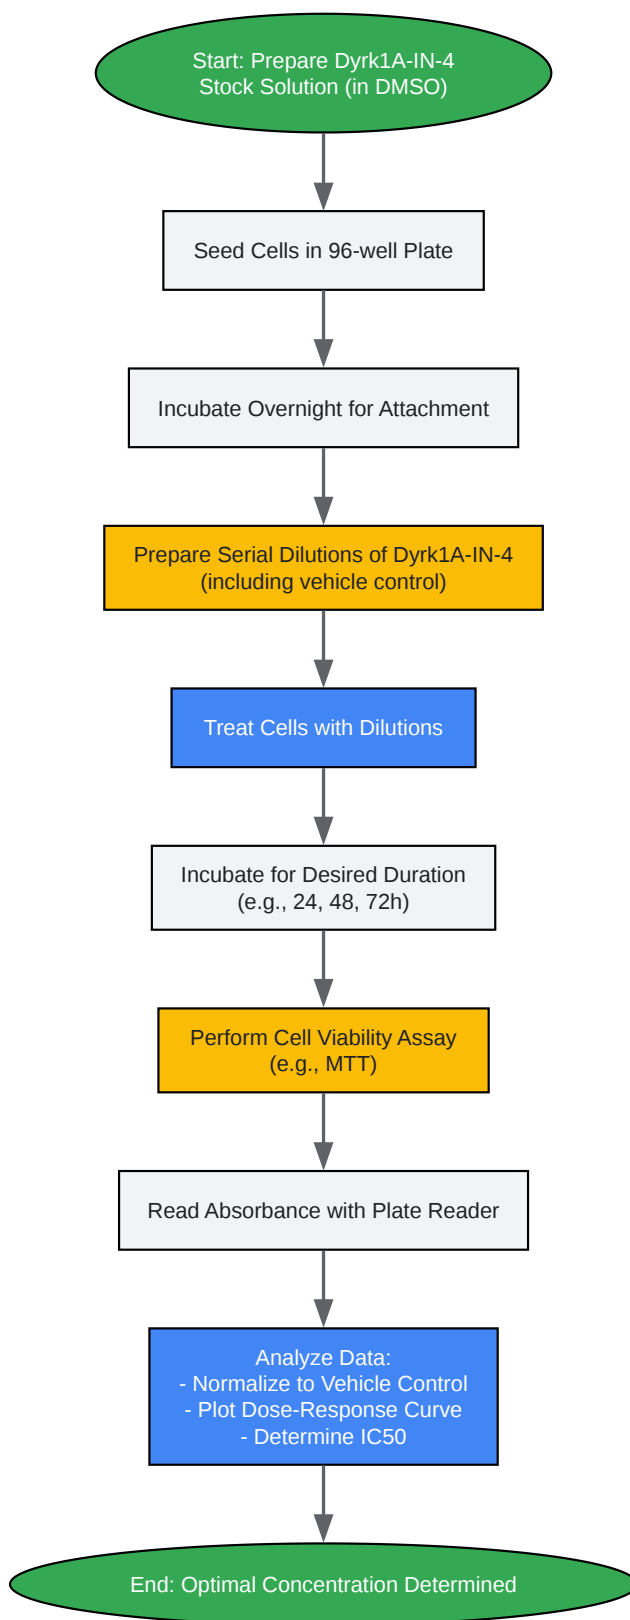 Start: Prepare Dyrk1A-IN-4
Stock Solution (in DMSO)
Seed Cells in 96-well Plate
Incubate Overnight for Attachment
Prepare Serial Dilutions of Dyrk1A-IN-4
(including vehicle control)
Treat Cells with Dilutions
Incubate for Desired Duration
(e.g., 24, 48, 72h)
Perform Cell Viability Assay
(e.g., MTT)
Read Absorbance with Plate Reader
Analyze Data:
- Normalize to Vehicle Control
- Plot Dose-Response Curve
- Determine IC50
End: Optimal Concentration Determined